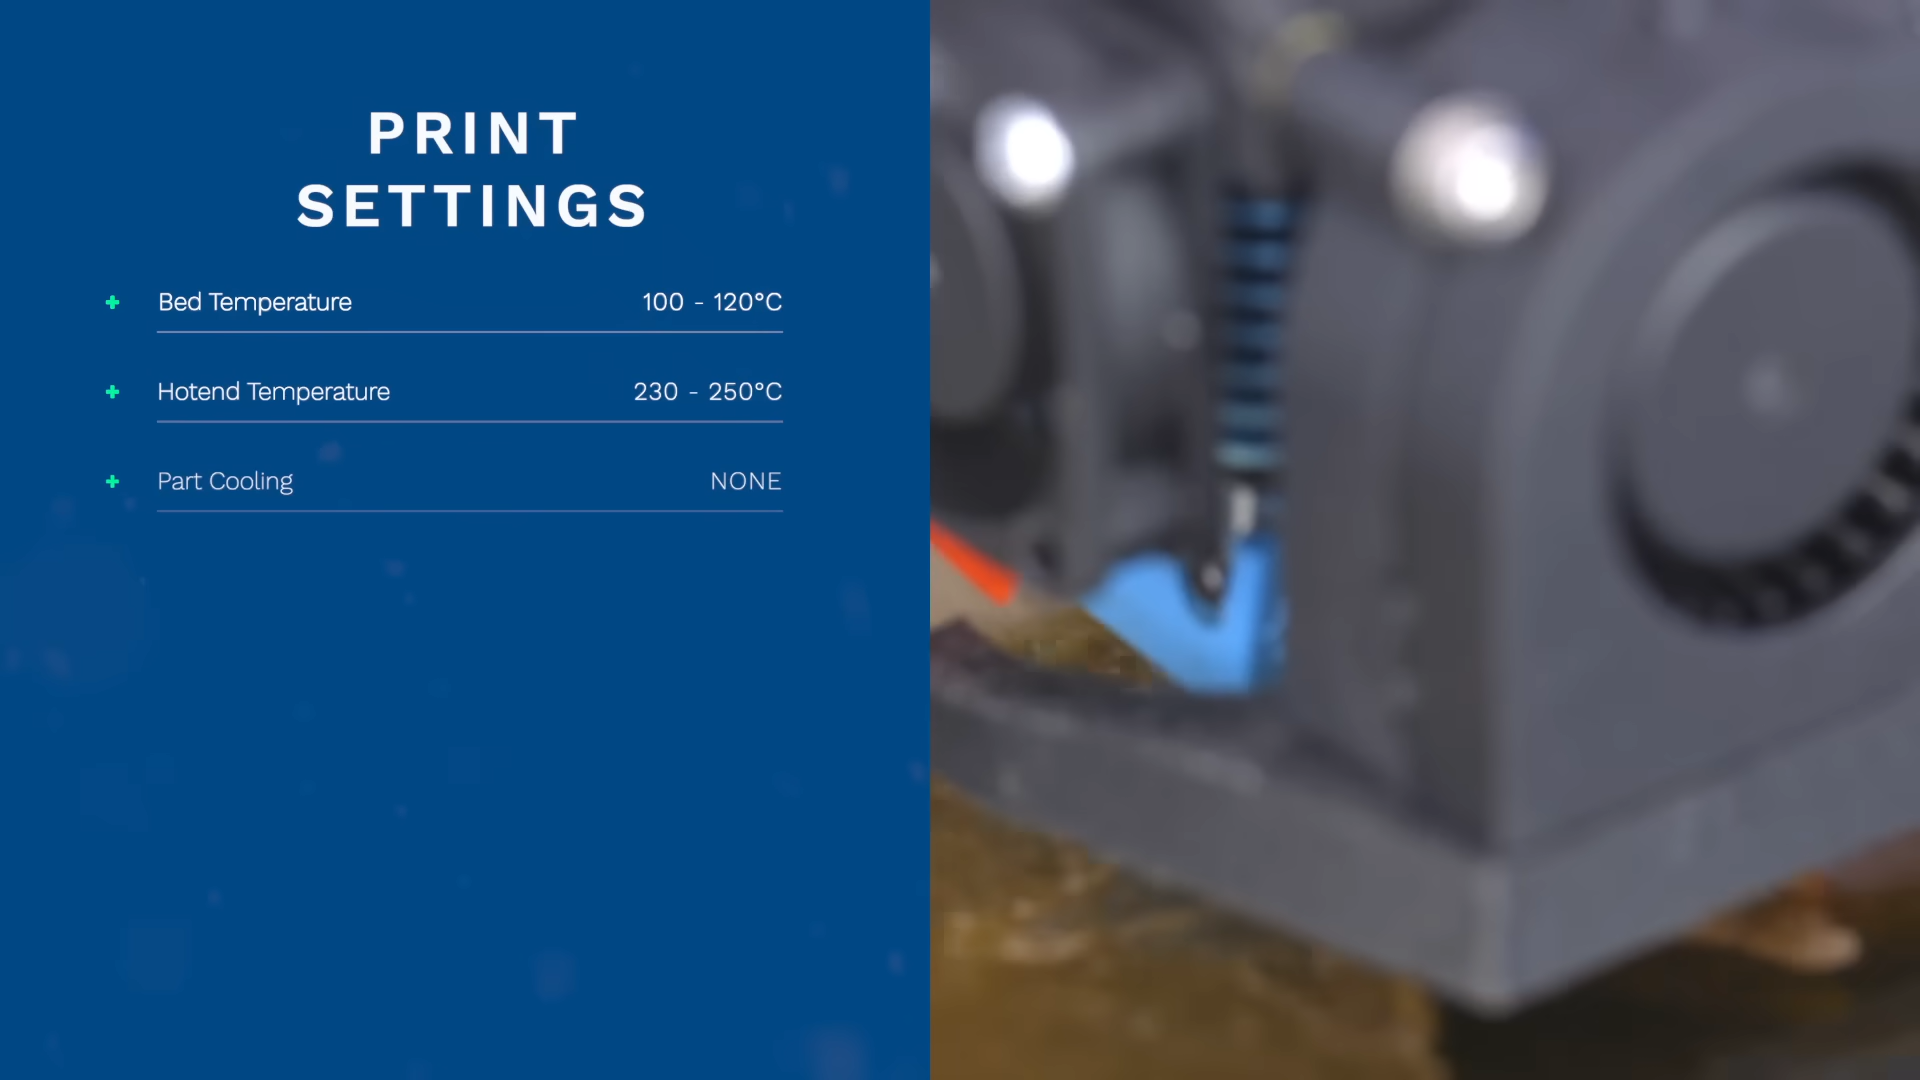 PRINT
SETTINGS
Bed Temperature 100 - 120°C
Hotend Temperature 230 - 250°C
Part Cooling NONE